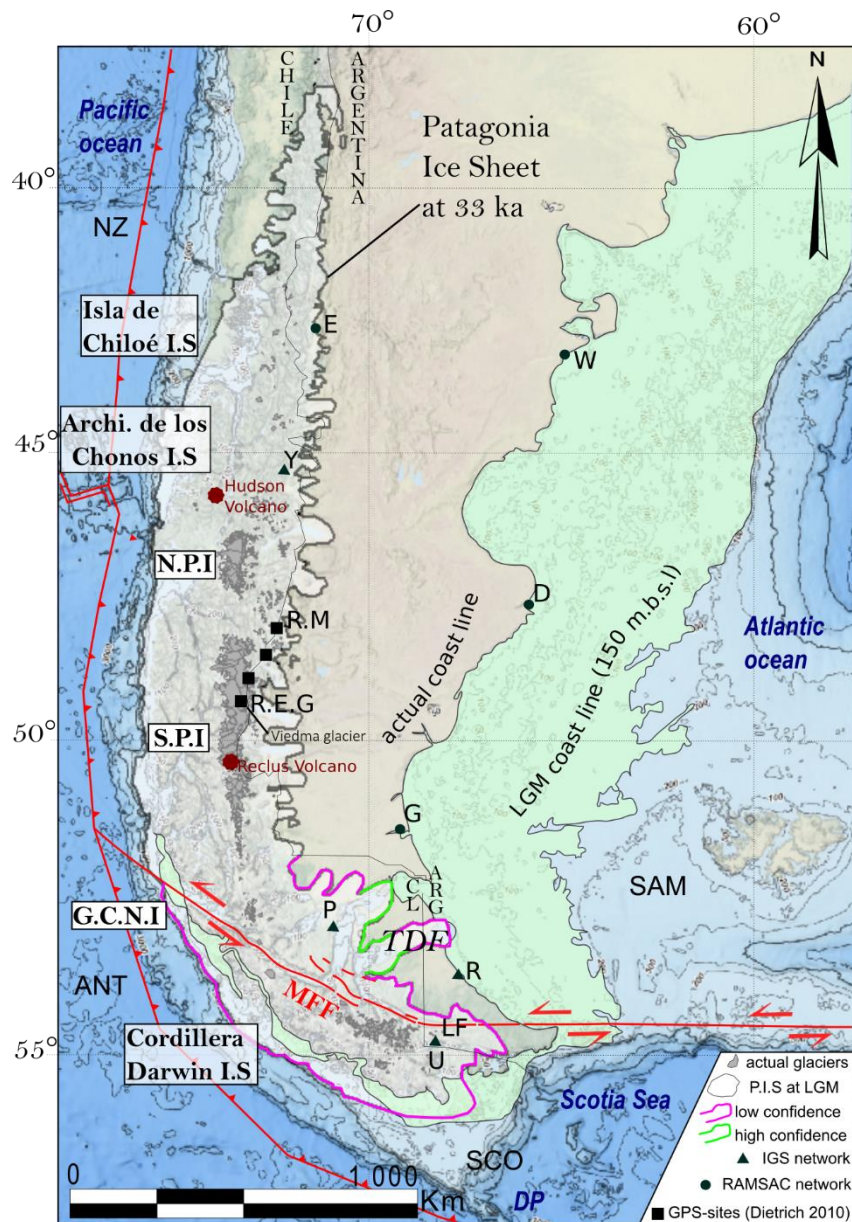 70°
60°
CHILE
ARGENTINA
N
Pacific
ocean
Patagonia
Ice Sheet
at 33 ka
40°
NZ
Isla de
Chiloé I.S
E
W
Archi. de los
Chonos I.S
45°
Y
Hudson
Volcano
N.P.I
D
R.M
actual coast line
LGM coast line (150 m.b.s.l)
Atlantic
ocean
R.E.G
Viedma glacier
S.P.I
50°
Reclus Volcano
G
CL
ARG
SAM
G.C.N.I
P
TDF
R
ANT
MFF
LF
U
Cordillera
Darwin I.S
55°
Scotia Sea
SCO
DP
0
1 000
Km
actual glaciers
P.I.S at LGM
low confidence
high confidence
IGS network
RAMSAC network
GPS-sites (Dietrich 2010)